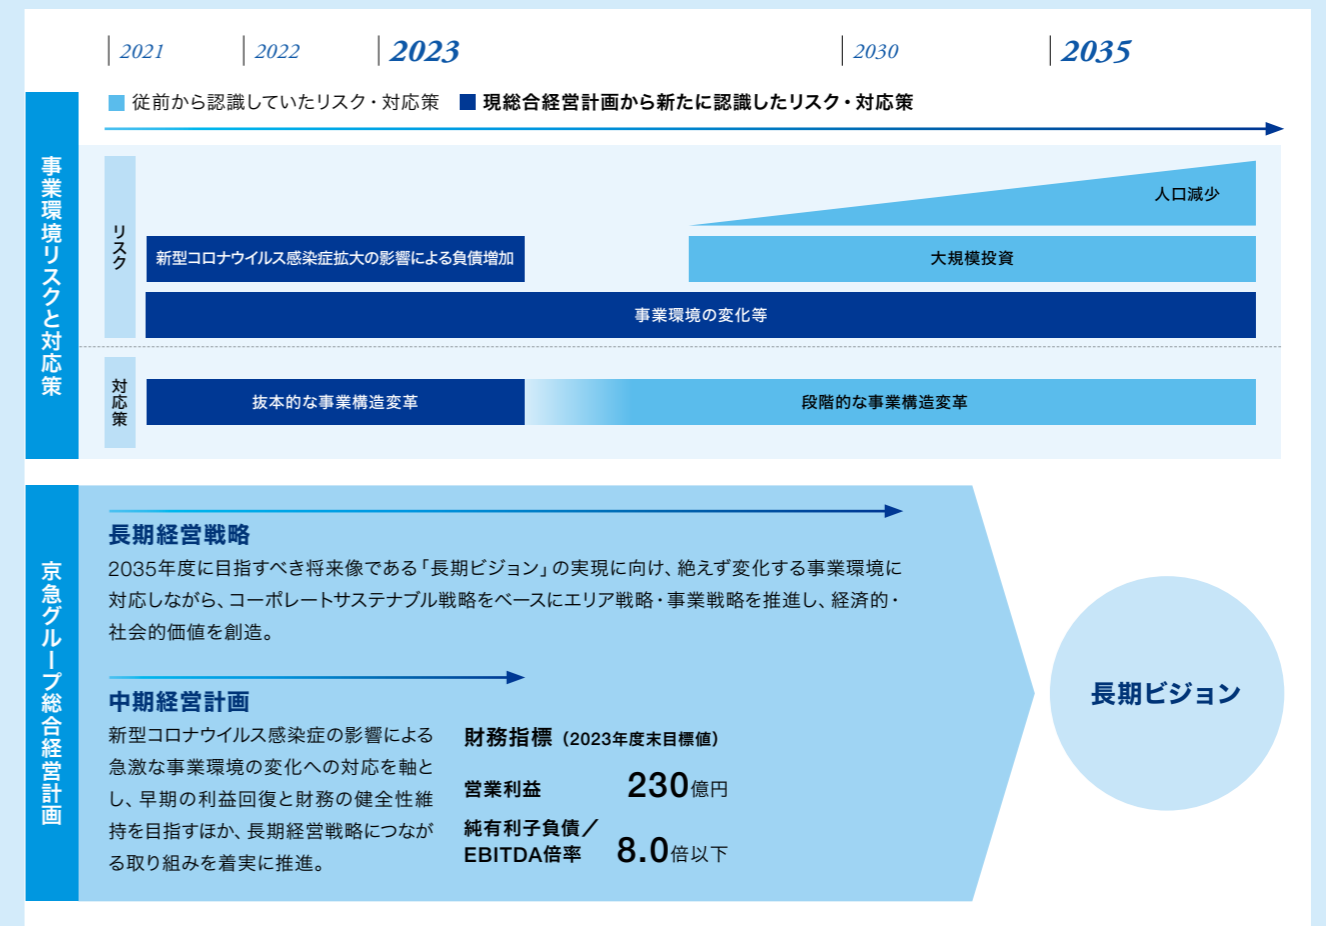 2021
2022
2023
2030
2035
従前から認識していたリスク・対応策
現総合経営計画から新たに認識したリスク・対応策
事業環境リスクと対応策
リスク
人口減少
新型コロナウイルス感染症拡大の影響による負債増加
大規模投資
事業環境の変化等
対応策
抜本的な事業構造変革
段階的な事業構造変革
京急グループ総合経営計画
長期経営戦略
2035年度に目指すべき将来像である「長期ビジョン」の実現に向け、絶えず変化する事業環境に
対応しながら、コーポレートサステナブル戦略をベースにエリア戦略・事業戦略を推進し、経済的・
社会的価値を創造。
中期経営計画
新型コロナウイルス感染症の影響による
急激な事業環境の変化への対応を軸と
し、早期の利益回復と財務の健全性維
持を目指すほか、長期経営戦略につなが
る取り組みを着実に推進。
財務指標（2023年度末目標値）
営業利益 230億円
純有利子負債／
EBITDA倍率 8.0倍以下
長期ビジョン